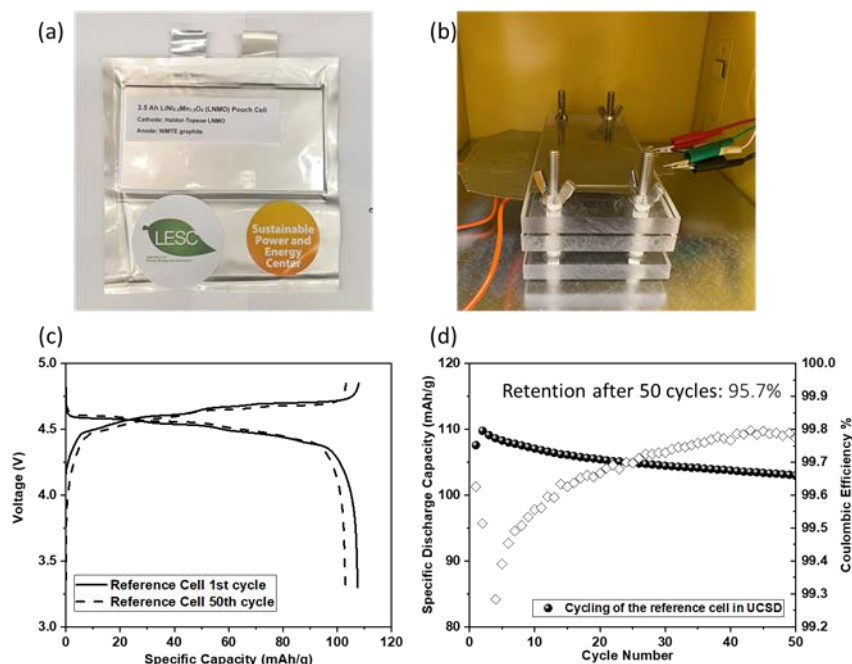 (a)
3.5 Ah LiNi₀.₅Mn₁.₅O₄ (LNMO) Pouch Cell
Cathode: Haldor-Topsoe LNMO
Anode: NIMTE graphite
LESC
Sustainable
Power and
Energy
Center
(b)
(c)
5.0
4.5
4.0
3.5
3.0
Voltage (V)
Reference Cell 1st cycle
Reference Cell 50th cycle
0
20
40
60
80
100
120
Specific Capacity (mAh/g)
(d)
120
110
100
90
80
Specific Discharge Capacity (mAh/g)
Retention after 50 cycles: 95.7%
Cycling of the reference cell in UCSD
0
10
20
30
40
50
Cycle Number
100.0
99.9
99.8
99.7
99.6
99.5
99.4
99.3
99.2
Coulombic Efficiency %